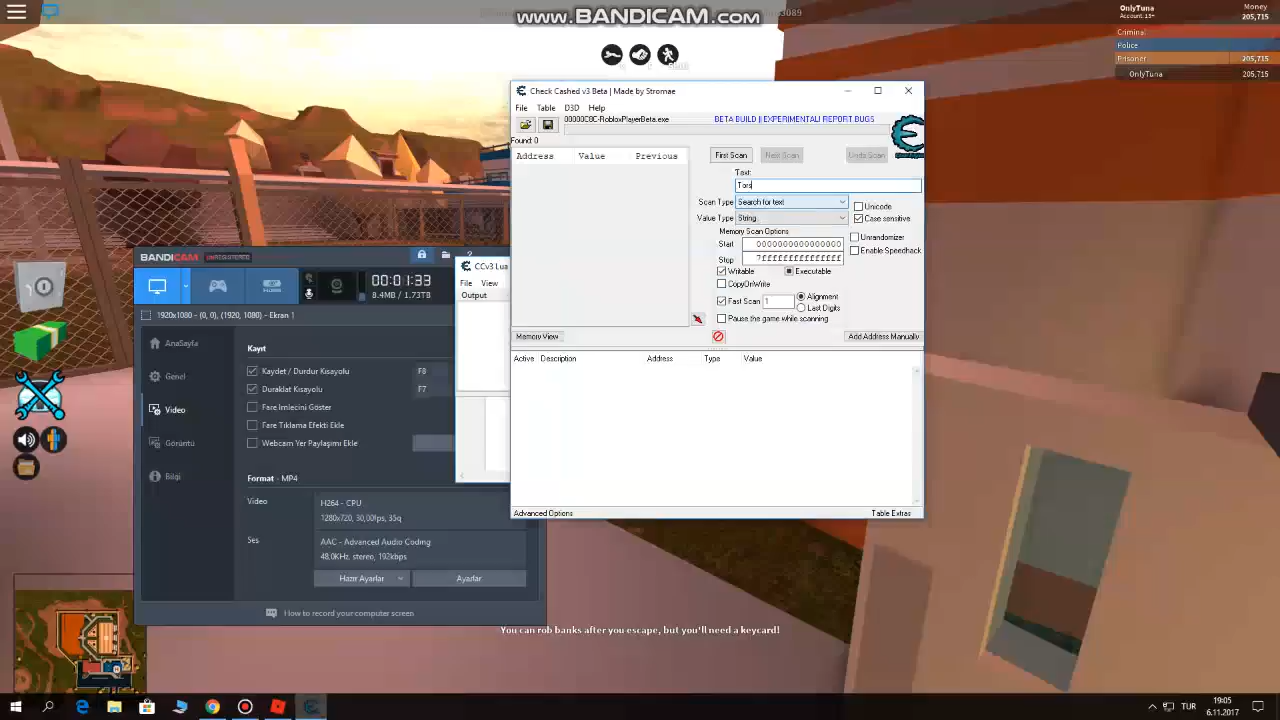 www.BANDICAM.com
OnlyTuna
Account: 13+
Money
205,715
Criminal
Police
Prisoner 205,715
OnlyTuna 205,715
Check Cashed v3 Beta | Made by Stromae
File Table D3D Help
00000C8C-RobloxPlayerBeta.exe
BETA BUILD || EXPERIMENTAL! REPORT BUGS
Found: 0
Address Value Previous
First Scan Next Scan Undo Scan
Text:
Tors
Scan Type Search for text
Unicode
Value Type String
Case sensitive
Memory Scan Options
Start 0000000000000000
Unrandomizer
Stop 7fffffffffffffff
Enable Speedhack
Writable Executable
CopyOnWrite
Fast Scan 1 Alignment
Last Digits
Pause the game while scanning
Memory View
Add Address Manually
Active Description Address Type Value
Advanced Options
Table Extras
BANDICAM UNREGISTERED
00:01:33
8.4MB / 1.73TB
1920x1080 - (0, 0), (1920, 1080) - Ekran 1
AnaSayfa
Genel
Video
Görüntü
Bilgi
Kayıt
Kaydet / Durdur Kısayolu F8
Duraklat Kısayolu F7
Fare İmlecini Göster
Fare Tıklama Efekti Ekle
Webcam Yer Paylaşımı Ekle
Format - MP4
Video
H264 - CPU
1280x720, 30,00fps, 35q
Ses
AAC - Advanced Audio Coding
48.0KHz, stereo, 192kbps
Hazır Ayarlar
Ayarlar
How to record your computer screen
CCv3 Lua
File View
Output
You can rob banks after you escape, but you'll need a keycard!
TUR
19:05
6.11.2017